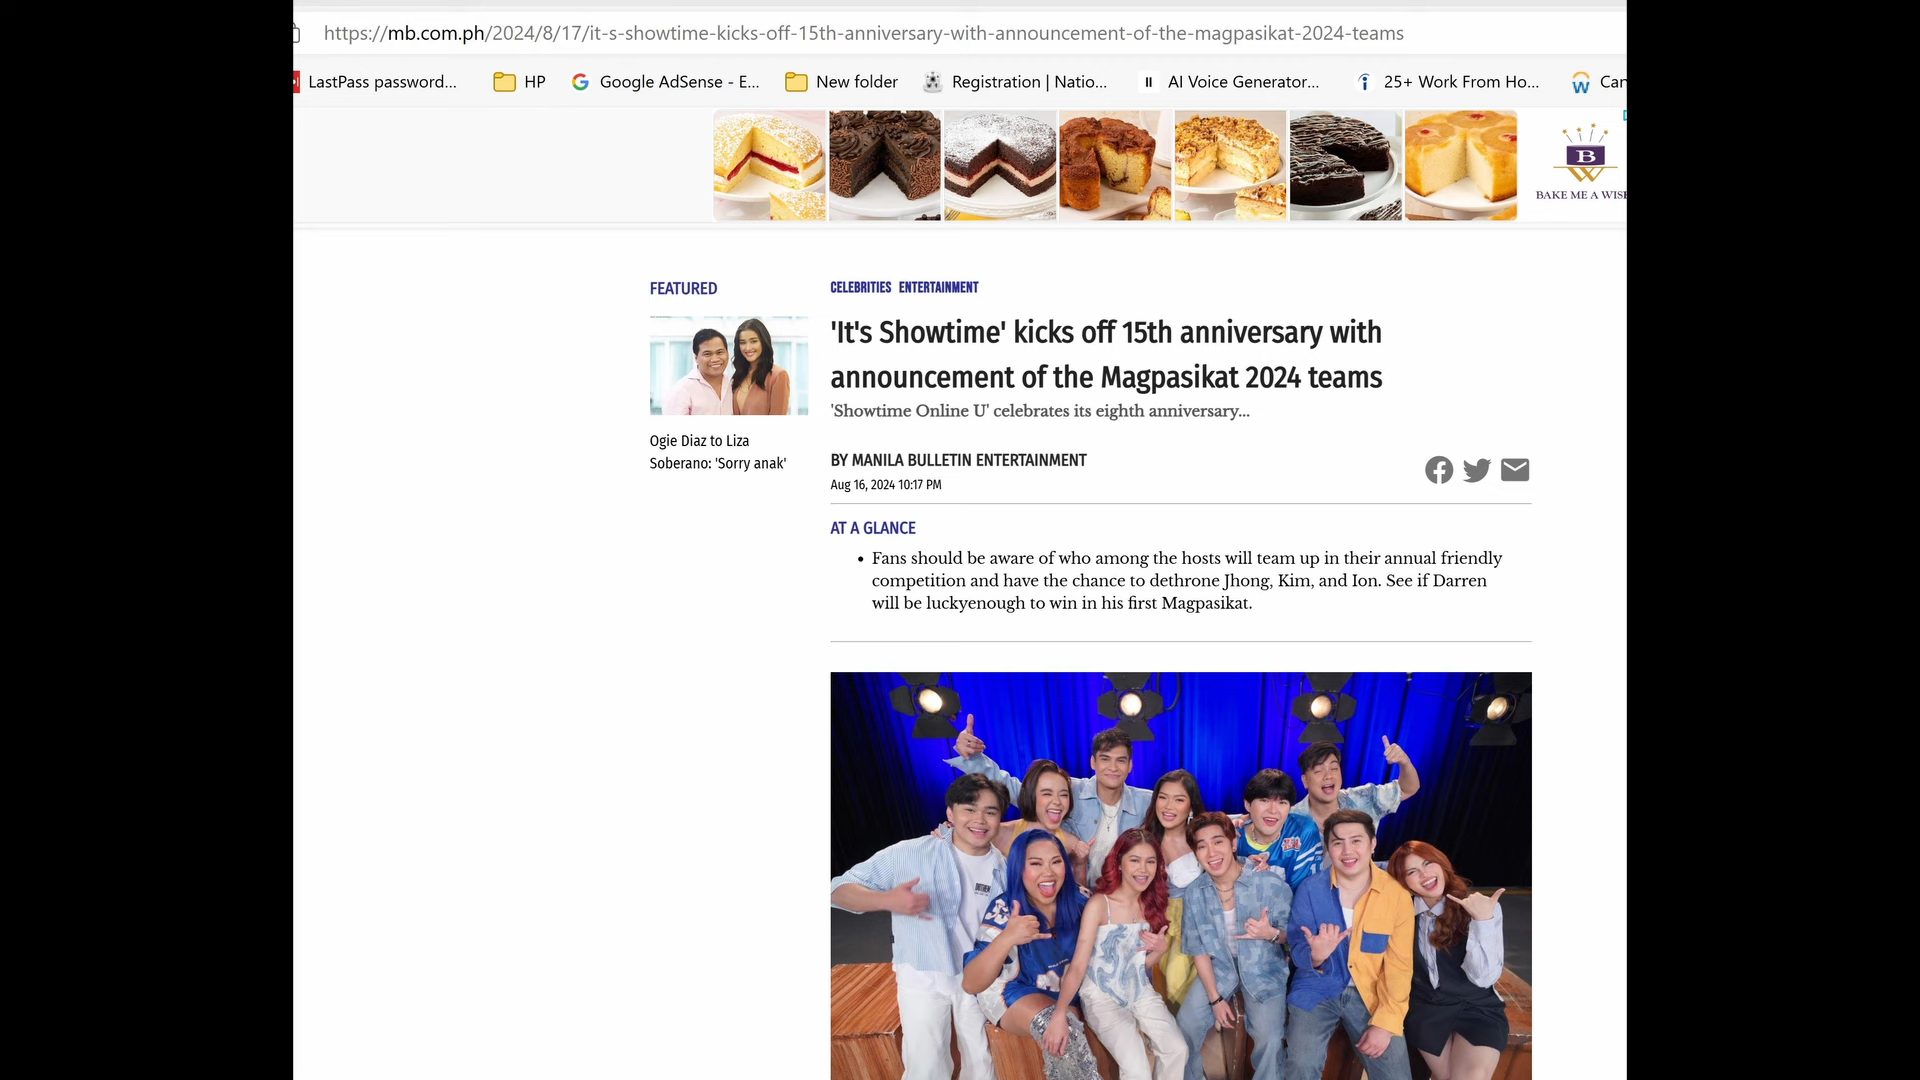 https://mb.com.ph/2024/8/17/it-s-showtime-kicks-off-15th-anniversary-with-announcement-of-the-magpasikat-2024-teams
LastPass password... HP Google AdSense - E... New folder Registration | Natio... AI Voice Generator... 25+ Work From Ho... Can
B
BAKE ME A WIS
FEATURED
Ogie Diaz to Liza
Soberano: 'Sorry anak'
CELEBRITIES ENTERTAINMENT
'It's Showtime' kicks off 15th anniversary with
announcement of the Magpasikat 2024 teams
'Showtime Online U' celebrates its eighth anniversary...
BY MANILA BULLETIN ENTERTAINMENT
Aug 16, 2024 10:17 PM
AT A GLANCE
• Fans should be aware of who among the hosts will team up in their annual friendly
competition and have the chance to dethrone Jhong, Kim, and Ion. See if Darren
will be luckyenough to win in his first Magpasikat.